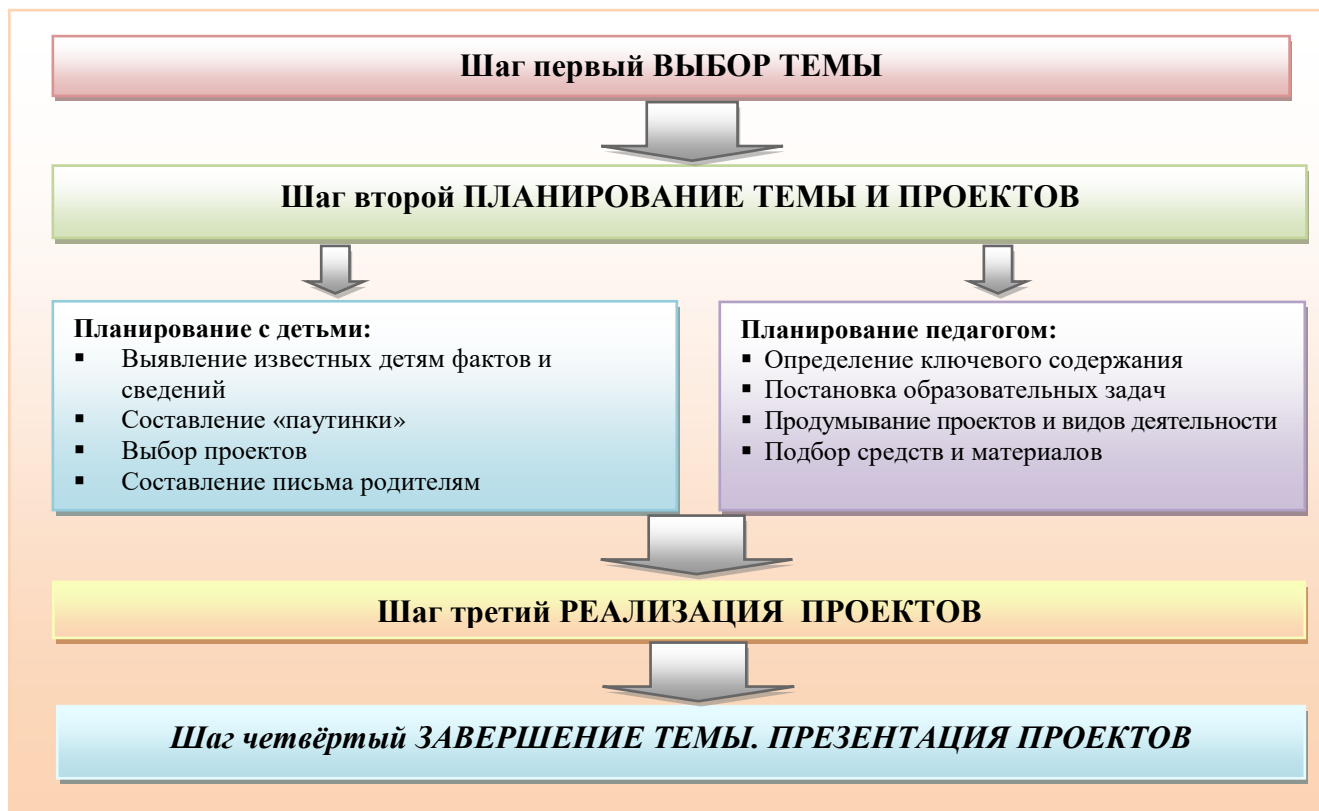 Шаг первый ВЫБОР ТЕМЫ
Шаг второй ПЛАНИРОВАНИЕ ТЕМЫ И ПРОЕКТОВ
Планирование с детьми:
▪ Выявление известных детям фактов и
сведений
▪ Составление «паутинки»
▪ Выбор проектов
▪ Составление письма родителям
Планирование педагогом:
▪ Определение ключевого содержания
▪ Постановка образовательных задач
▪ Продумывание проектов и видов деятельности
▪ Подбор средств и материалов
Шаг третий РЕАЛИЗАЦИЯ ПРОЕКТОВ
Шаг четвёртый ЗАВЕРШЕНИЕ ТЕМЫ. ПРЕЗЕНТАЦИЯ ПРОЕКТОВ